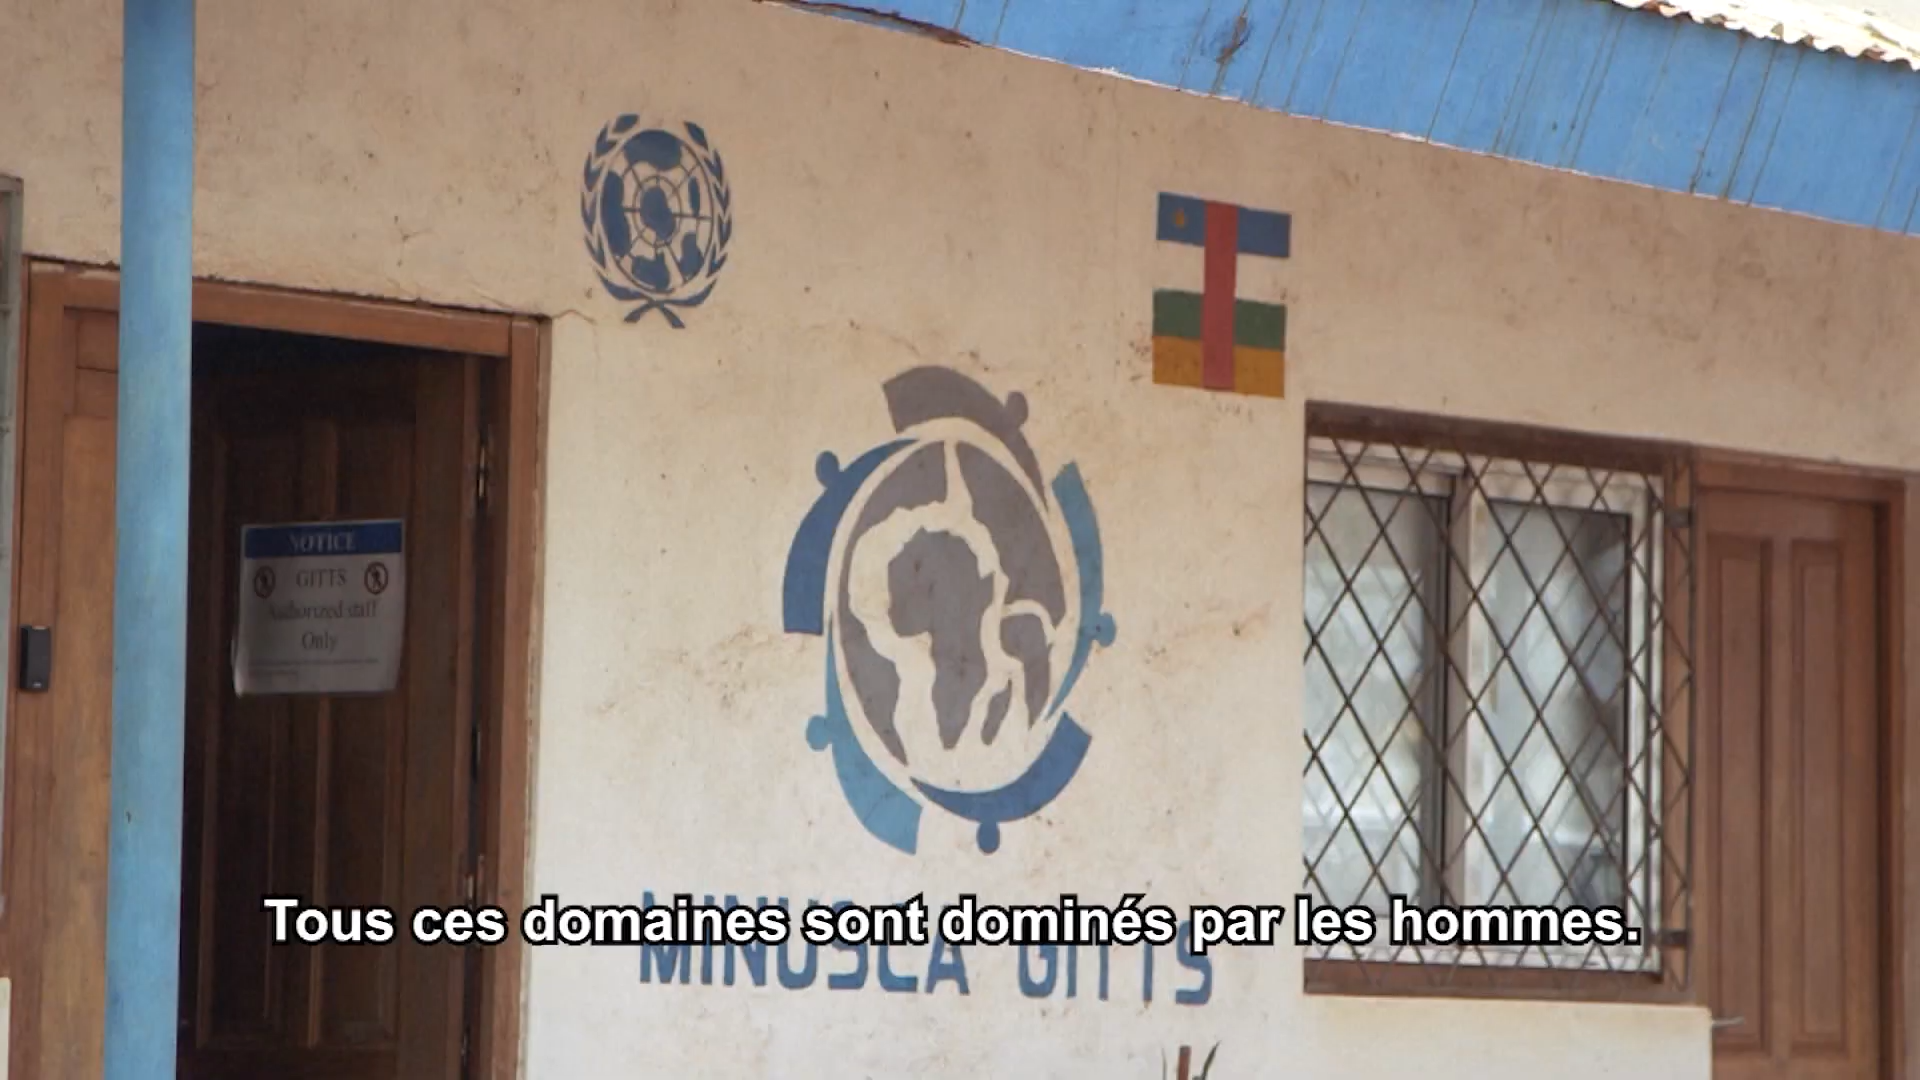 NOTICE
GITTS
Authorized staff
Only
Tous ces domaines sont dominés par les hommes.
MINUSCA GITTS